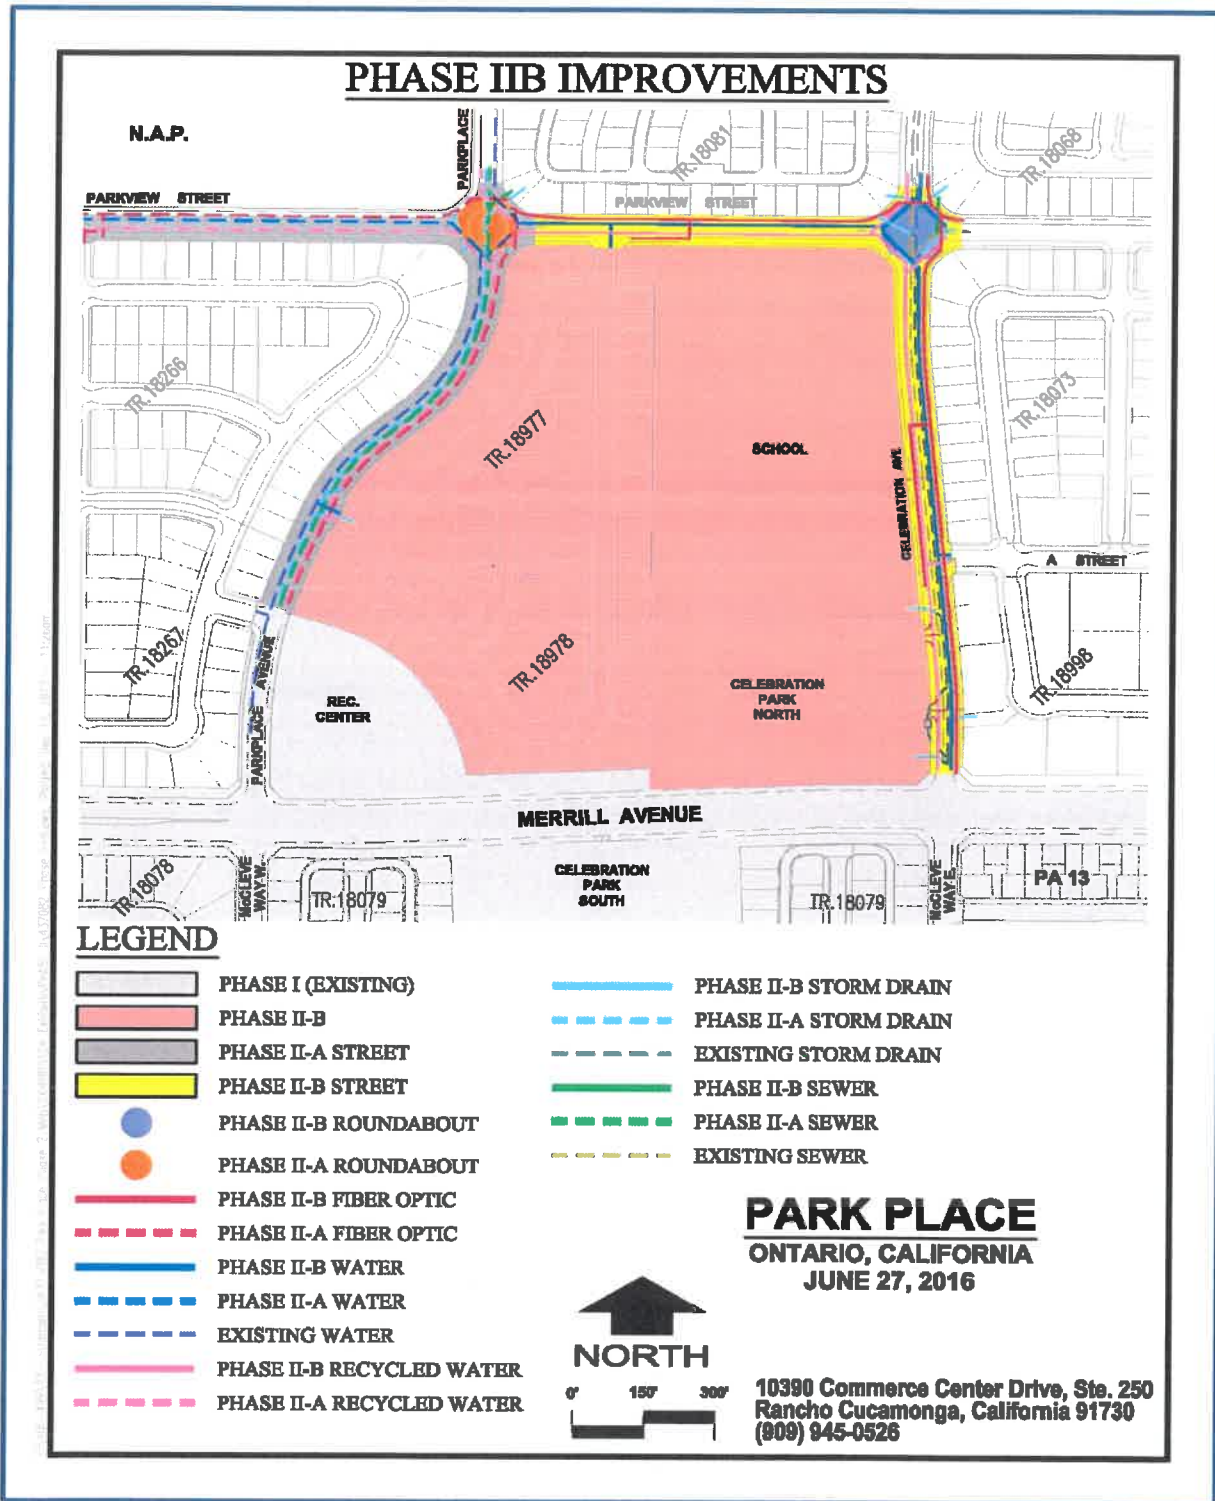 PHASE IIB IMPROVEMENTS
N.A.P.
PARKPLACE
TR.18081
TR.18068
PARKVIEW STREET
PARKVIEW STREET
TR.18266
TR.18977
SCHOOL
TR.18073
CELEBRATION AVE.
A STREET
TR.18267
TR.18978
TR.18998
PARKPLACE AVENUE
REC.
CENTER
CELEBRATION
PARK
NORTH
MERRILL AVENUE
TR.18078
McCLEVE
WAY W.
TR.18079
CELEBRATION
PARK
SOUTH
TR.18079
McCLEVE
WAY E.
PA 13
LEGEND
PHASE I (EXISTING)
PHASE II-B
PHASE II-A STREET
PHASE II-B STREET
PHASE II-B ROUNDABOUT
PHASE II-A ROUNDABOUT
PHASE II-B FIBER OPTIC
PHASE II-A FIBER OPTIC
PHASE II-B WATER
PHASE II-A WATER
EXISTING WATER
PHASE II-B RECYCLED WATER
PHASE II-A RECYCLED WATER
PHASE II-B STORM DRAIN
PHASE II-A STORM DRAIN
EXISTING STORM DRAIN
PHASE II-B SEWER
PHASE II-A SEWER
EXISTING SEWER
PARK PLACE
ONTARIO, CALIFORNIA
JUNE 27, 2016
NORTH
0' 150' 300'
10390 Commerce Center Drive, Ste. 250
Rancho Cucamonga, California 91730
(909) 945-0526